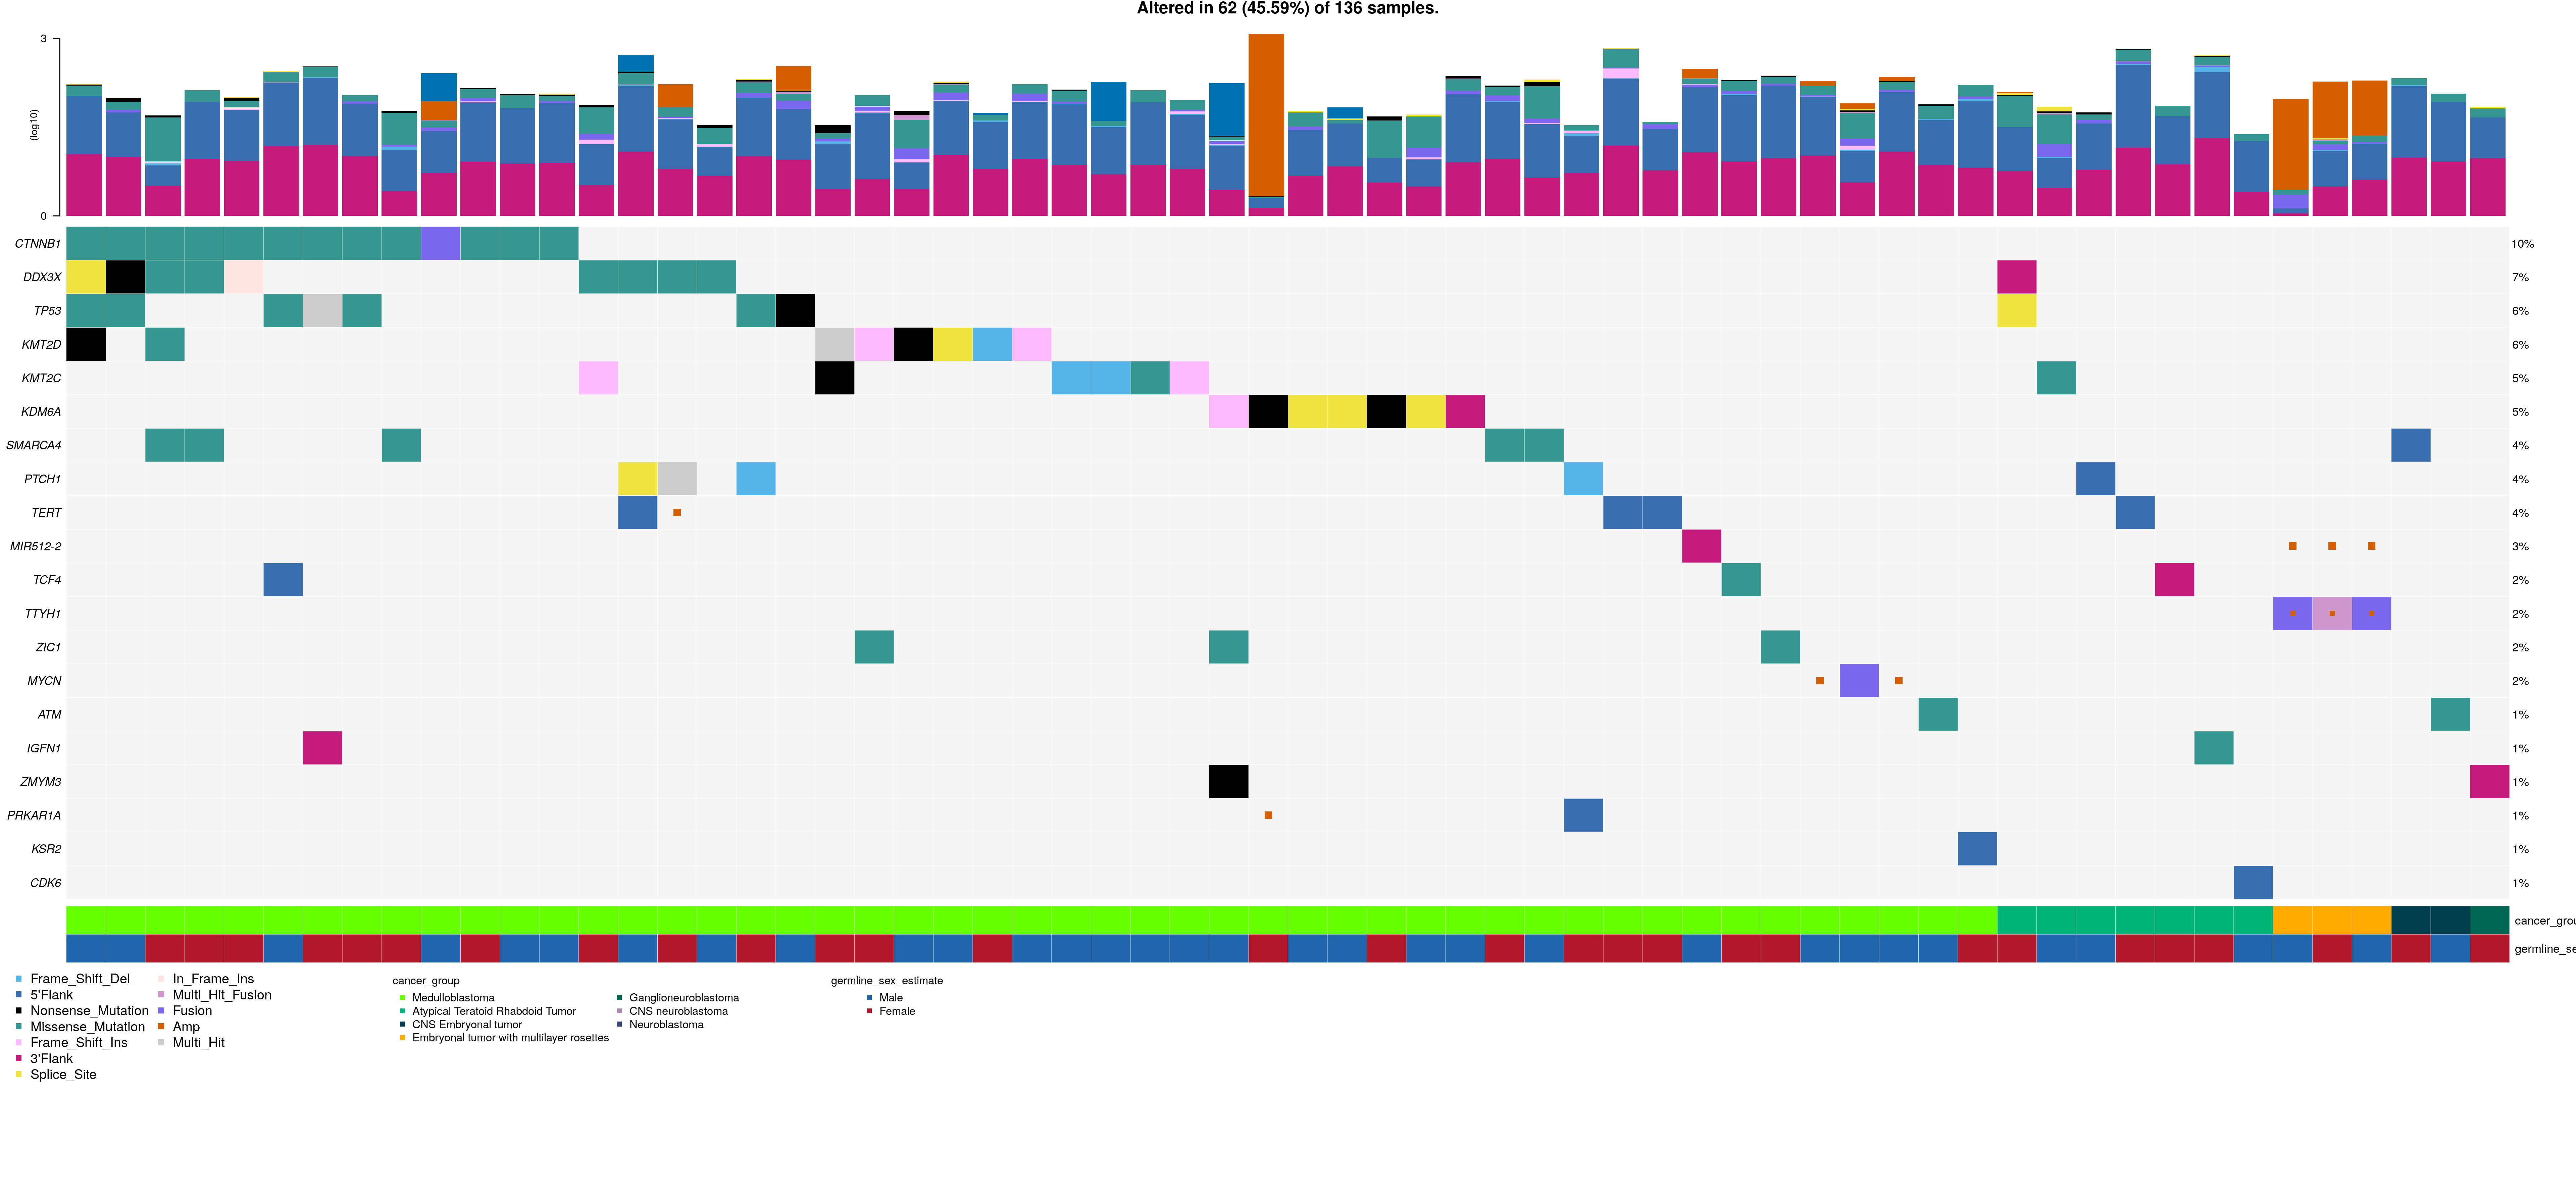 Altered in 62 (45.59%) of 136 samples.
3
(log10)
0
CTNNB1 10%
DDX3X 7%
TP53 6%
KMT2D 6%
KMT2C 5%
KDM6A 5%
SMARCA4 4%
PTCH1 4%
TERT 4%
MIR512-2 3%
TCF4 2%
TTYH1 2%
ZIC1 2%
MYCN 2%
ATM 1%
IGFN1 1%
ZMYM3 1%
PRKAR1A 1%
KSR2 1%
CDK6 1%
cancer_grou
germline_se
Frame_Shift_Del
5'Flank
Nonsense_Mutation
Missense_Mutation
Frame_Shift_Ins
3'Flank
Splice_Site
In_Frame_Ins
Multi_Hit_Fusion
Fusion
Amp
Multi_Hit
cancer_group
Medulloblastoma
Atypical Teratoid Rhabdoid Tumor
CNS Embryonal tumor
Embryonal tumor with multilayer rosettes
Ganglioneuroblastoma
CNS neuroblastoma
Neuroblastoma
germline_sex_estimate
Male
Female